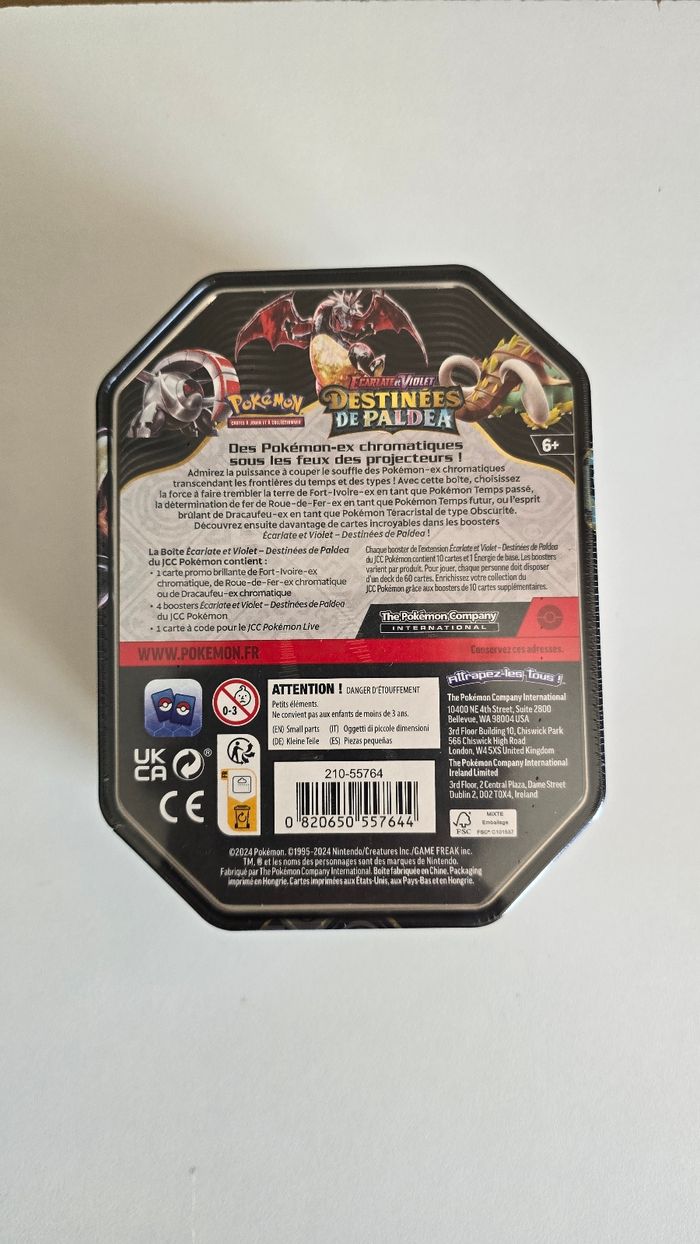 Pokémon
CARTES À JOUER ET À COLLECTIONNER
ÉCARLATE ET VIOLET
DESTINÉES
DE PALDEA
6+
Des Pokémon-ex chromatiques
sous les feux des projecteurs !
Admirez la puissance à couper le souffle des Pokémon-ex chromatiques
transcendant les frontières du temps et des types ! Avec cette boîte, choisissez
la force à faire trembler la terre de Fort-Ivoire-ex en tant que Pokémon Temps passé,
la détermination de fer de Roue-de-Fer-ex en tant que Pokémon Temps futur, ou l'esprit
brûlant de Dracaufeu-ex en tant que Pokémon Téracristal de type Obscurité.
Découvrez ensuite davantage de cartes incroyables dans les boosters
Écarlate et Violet – Destinées de Paldea !
La Boîte Écarlate et Violet – Destinées de Paldea
du JCC Pokémon contient :
• 1 carte promo brillante de Fort-Ivoire-ex
chromatique, de Roue-de-Fer-ex chromatique
ou de Dracaufeu-ex chromatique
• 4 boosters Écarlate et Violet – Destinées de Paldea
du JCC Pokémon
• 1 carte à code pour le JCC Pokémon Live
Chaque booster de l'extension Écarlate et Violet – Destinées de Paldea
du JCC Pokémon contient 10 cartes et 1 Énergie de base. Les boosters
varient par produit. Pour jouer, chaque personne doit disposer
d'un deck de 60 cartes. Enrichissez votre collection du
JCC Pokémon grâce aux boosters de 10 cartes supplémentaires.
The Pokémon Company
INTERNATIONAL
WWW.POKEMON.FR
Conservez ces adresses.
0-3
ATTENTION ! DANGER D'ÉTOUFFEMENT
Petits éléments.
Ne convient pas aux enfants de moins de 3 ans.
(EN) Small parts (IT) Oggetti di piccole dimensioni
(DE) Kleine Teile (ES) Piezas pequeñas
Attrapez-les Tous !
The Pokémon Company International
10400 NE 4th Street, Suite 2800
Bellevue, WA 98004 USA
3rd Floor Building 10, Chiswick Park
566 Chiswick High Road
London, W4 5XS United Kingdom
The Pokémon Company International
Ireland Limited
3rd Floor, 2 Central Plaza, Dame Street
Dublin 2, D02 T0X4, Ireland
UK
CA
®
CE
FR
210-55764
0 820650 557644
FSC
MIXTE
Emballage
FSC® C101537
©2024 Pokémon. ©1995-2024 Nintendo/Creatures Inc./GAME FREAK inc.
TM, ® et les noms des personnages sont des marques de Nintendo.
Fabriqué par The Pokémon Company International. Boîte fabriquée en Chine. Packaging
imprimé en Hongrie. Cartes imprimées aux États-Unis, aux Pays-Bas et en Hongrie.